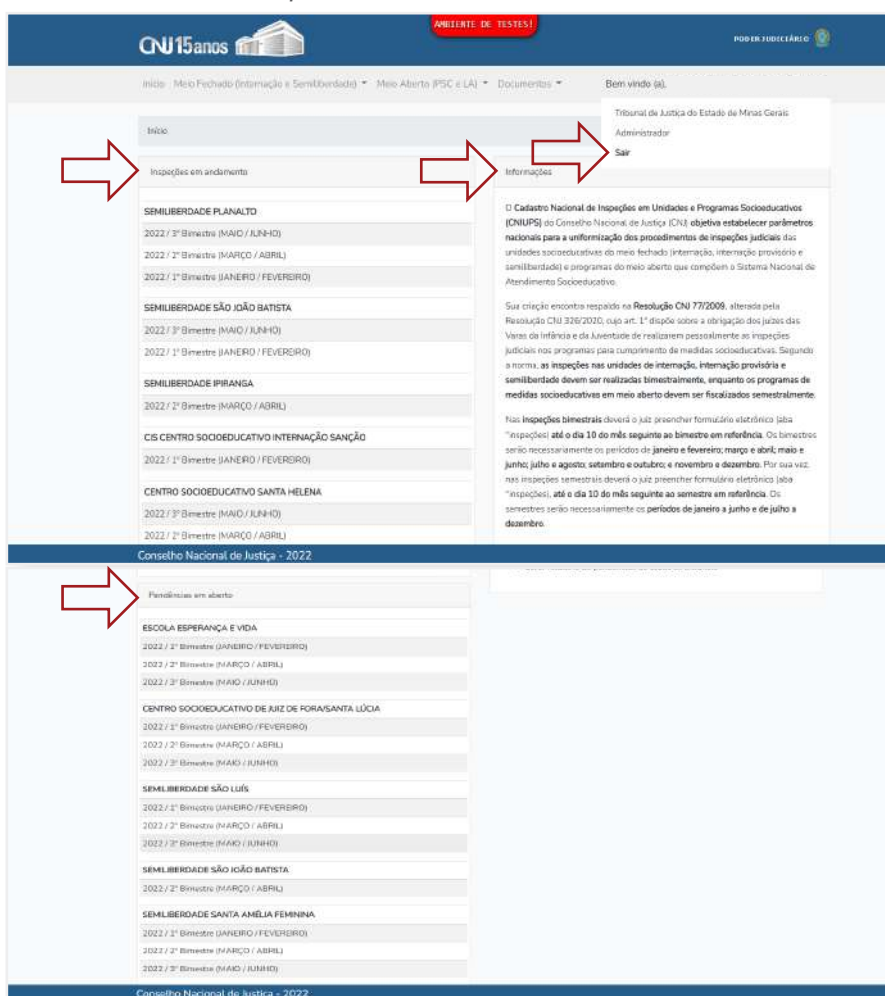 CNJ 15anos
AMBIENTE DE TESTES!
PODER JUDICIÁRIO
Início Meio Fechado (Internação e Semiliberdade) Meio Aberto (PSC e LA) Documentos Bem vindo (a),
Tribunal de Justiça do Estado de Minas Gerais
Administrador
Sair
Início
Inspeções em andamento
SEMILIBERDADE PLANALTO
2022 / 3º Bimestre (MAIO / JUNHO)
2022 / 2º Bimestre (MARÇO / ABRIL)
2022 / 1º Bimestre (JANEIRO / FEVEREIRO)
SEMILIBERDADE SÃO JOÃO BATISTA
2022 / 3º Bimestre (MAIO / JUNHO)
2022 / 1º Bimestre (JANEIRO / FEVEREIRO)
SEMILIBERDADE IPIRANGA
2022 / 2º Bimestre (MARÇO / ABRIL)
CIS CENTRO SOCIOEDUCATIVO INTERNAÇÃO SANÇÃO
2022 / 1º Bimestre (JANEIRO / FEVEREIRO)
CENTRO SOCIOEDUCATIVO SANTA HELENA
2022 / 3º Bimestre (MAIO / JUNHO)
2022 / 2º Bimestre (MARÇO / ABRIL)
Informações
O Cadastro Nacional de Inspeções em Unidades e Programas Socioeducativos
(CNIUPS) do Conselho Nacional de Justiça (CNJ) objetiva estabelecer parâmetros
nacionais para a uniformização dos procedimentos de inspeções judiciais das
unidades socioeducativas do meio fechado (internação, internação provisória e
semiliberdade) e programas do meio aberto que compõem o Sistema Nacional de
Atendimento Socioeducativo.
Sua criação encontra respaldo na Resolução CNJ 77/2009, alterada pela
Resolução CNJ 326/2020, cujo art. 1º dispõe sobre a obrigação dos juízes das
Varas da Infância e da Juventude de realizarem pessoalmente as inspeções
judiciais nos programas para cumprimento de medidas socioeducativas. Segundo
a norma, as inspeções nas unidades de internação, internação provisória e
semiliberdade devem ser realizadas bimestralmente, enquanto os programas de
medidas socioeducativas em meio aberto devem ser fiscalizados semestralmente.
Nas inspeções bimestrais deverá o juiz preencher formulário eletrônico (aba
"inspeções) até o dia 10 do mês seguinte ao bimestre em referência. Os bimestres
serão necessariamente os períodos de janeiro e fevereiro; março e abril; maio e
junho; julho e agosto; setembro e outubro; e novembro e dezembro. Por sua vez,
nas inspeções semestrais deverá o juiz preencher formulário eletrônico (aba
"inspeções), até o dia 10 do mês seguinte ao semestre em referência. Os
semestres serão necessariamente os períodos de janeiro a junho e de julho a
dezembro.
Conselho Nacional de Justiça - 2022
Pendências em aberto
ESCOLA ESPERANÇA E VIDA
2022 / 1º Bimestre (JANEIRO / FEVEREIRO)
2022 / 2º Bimestre (MARÇO / ABRIL)
2022 / 3º Bimestre (MAIO / JUNHO)
CENTRO SOCIOEDUCATIVO DE JUIZ DE FORA/SANTA LÚCIA
2022 / 1º Bimestre (JANEIRO / FEVEREIRO)
2022 / 2º Bimestre (MARÇO / ABRIL)
2022 / 3º Bimestre (MAIO / JUNHO)
SEMILIBERDADE SÃO LUÍS
2022 / 1º Bimestre (JANEIRO / FEVEREIRO)
2022 / 2º Bimestre (MARÇO / ABRIL)
2022 / 3º Bimestre (MAIO / JUNHO)
SEMILIBERDADE SÃO JOÃO BATISTA
2022 / 2º Bimestre (MARÇO / ABRIL)
SEMILIBERDADE SANTA AMÉLIA FEMININA
2022 / 1º Bimestre (JANEIRO / FEVEREIRO)
2022 / 2º Bimestre (MARÇO / ABRIL)
2022 / 3º Bimestre (MAIO / JUNHO)
Conselho Nacional de Justiça - 2022